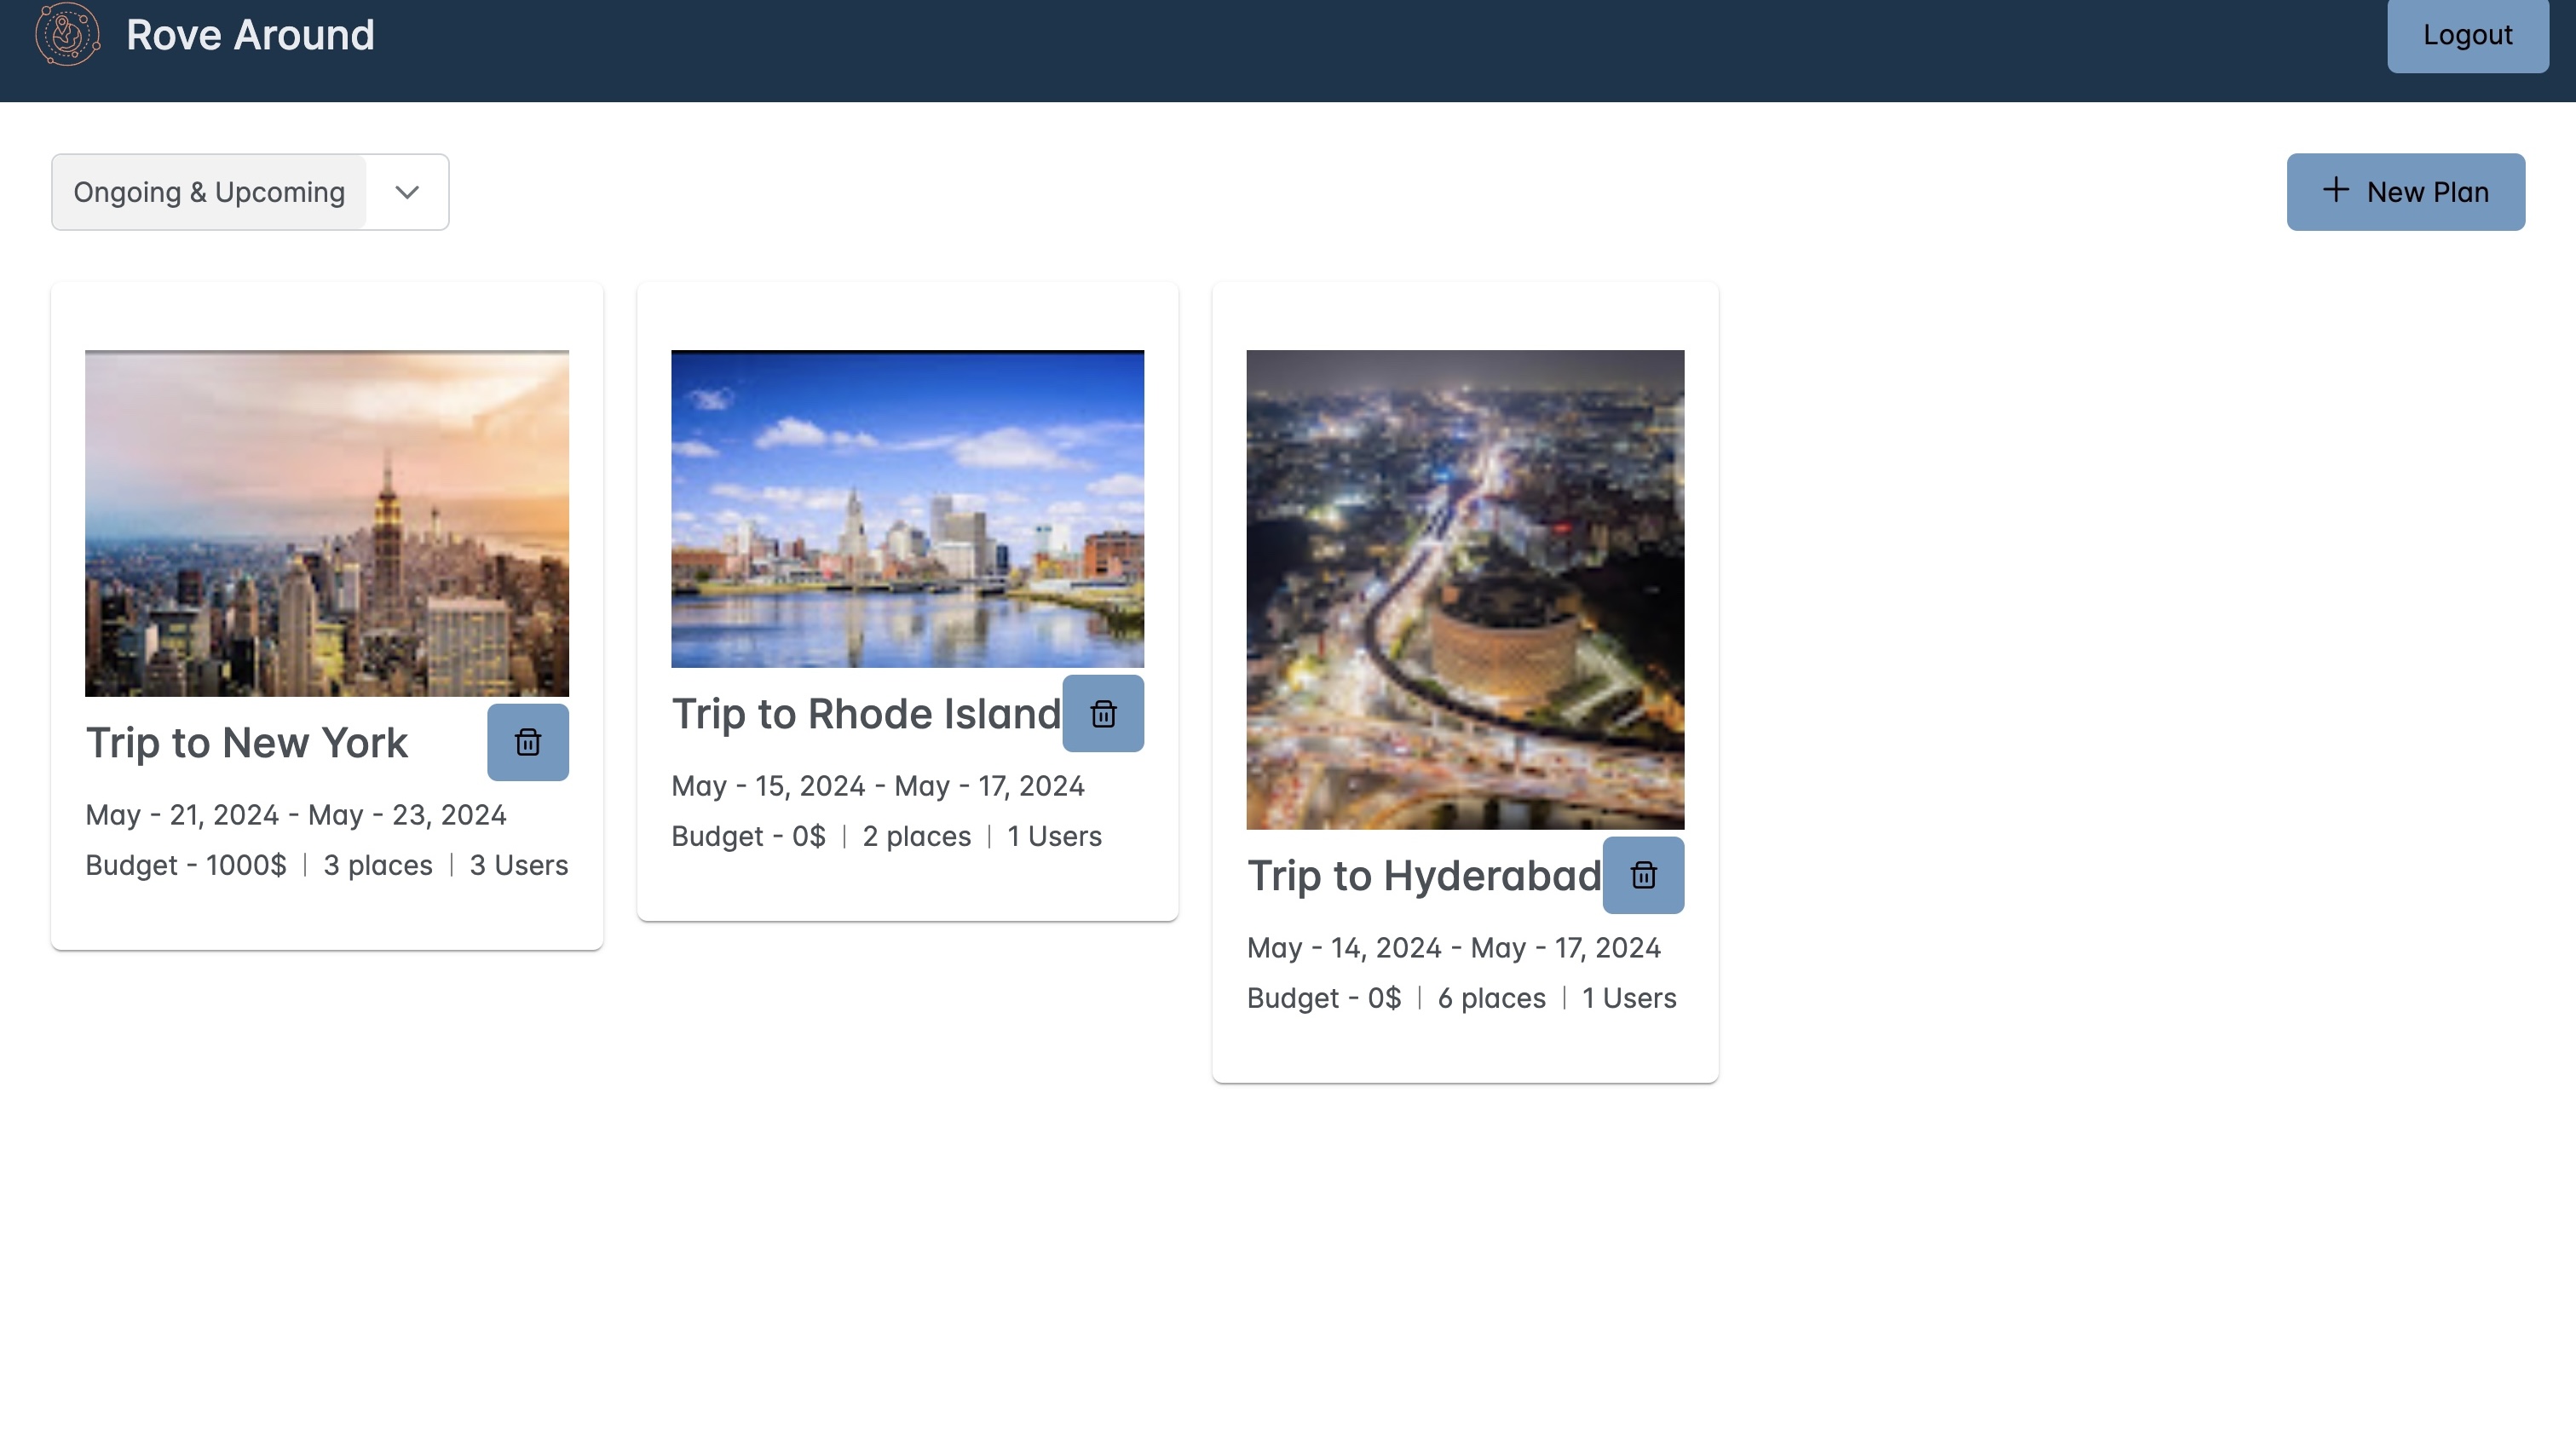 Rove Around
Logout
Ongoing & Upcoming
New Plan
Trip to New York
May - 21, 2024 - May - 23, 2024
Budget - 1000$ | 3 places | 3 Users
Trip to Rhode Island
May - 15, 2024 - May - 17, 2024
Budget - 0$ | 2 places | 1 Users
Trip to Hyderabad
May - 14, 2024 - May - 17, 2024
Budget - 0$ | 6 places | 1 Users